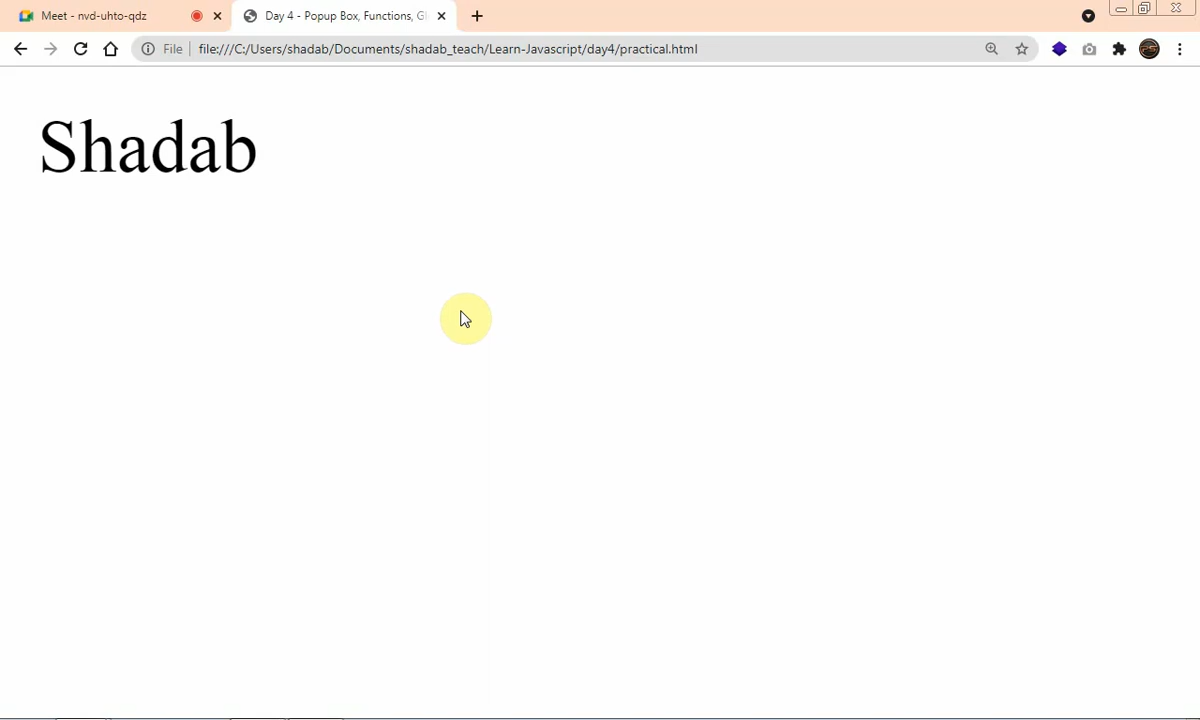 Meet - nvd-uhto-qdz
Day 4 - Popup Box, Functions, Gl
File
file:///C:/Users/shadab/Documents/shadab_teach/Learn-Javascript/day4/practical.html
Shadab